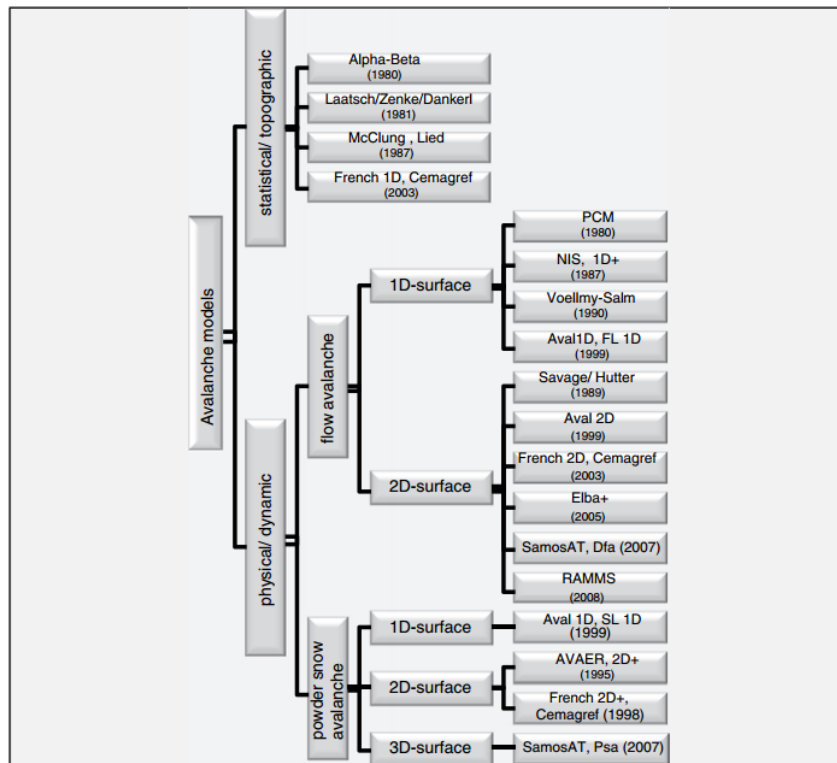 Avalanche models
statistical/ topographic
Alpha-Beta
(1980)
Laatsch/Zenke/Dankerl
(1981)
McClung , Lied
(1987)
French 1D, Cemagref
(2003)
physical/ dynamic
flow avalanche
1D-surface
PCM
(1980)
NIS, 1D+
(1987)
Voellmy-Salm
(1990)
Aval1D, FL 1D
(1999)
2D-surface
Savage/ Hutter
(1989)
Aval 2D
(1999)
French 2D, Cemagref
(2003)
Elba+
(2005)
SamosAT, Dfa (2007)
RAMMS
(2008)
powder snow
avalanche
1D-surface
Aval 1D, SL 1D
(1999)
2D-surface
AVAER, 2D+
(1995)
French 2D+,
Cemagref (1998)
3D-surface
SamosAT, Psa (2007)